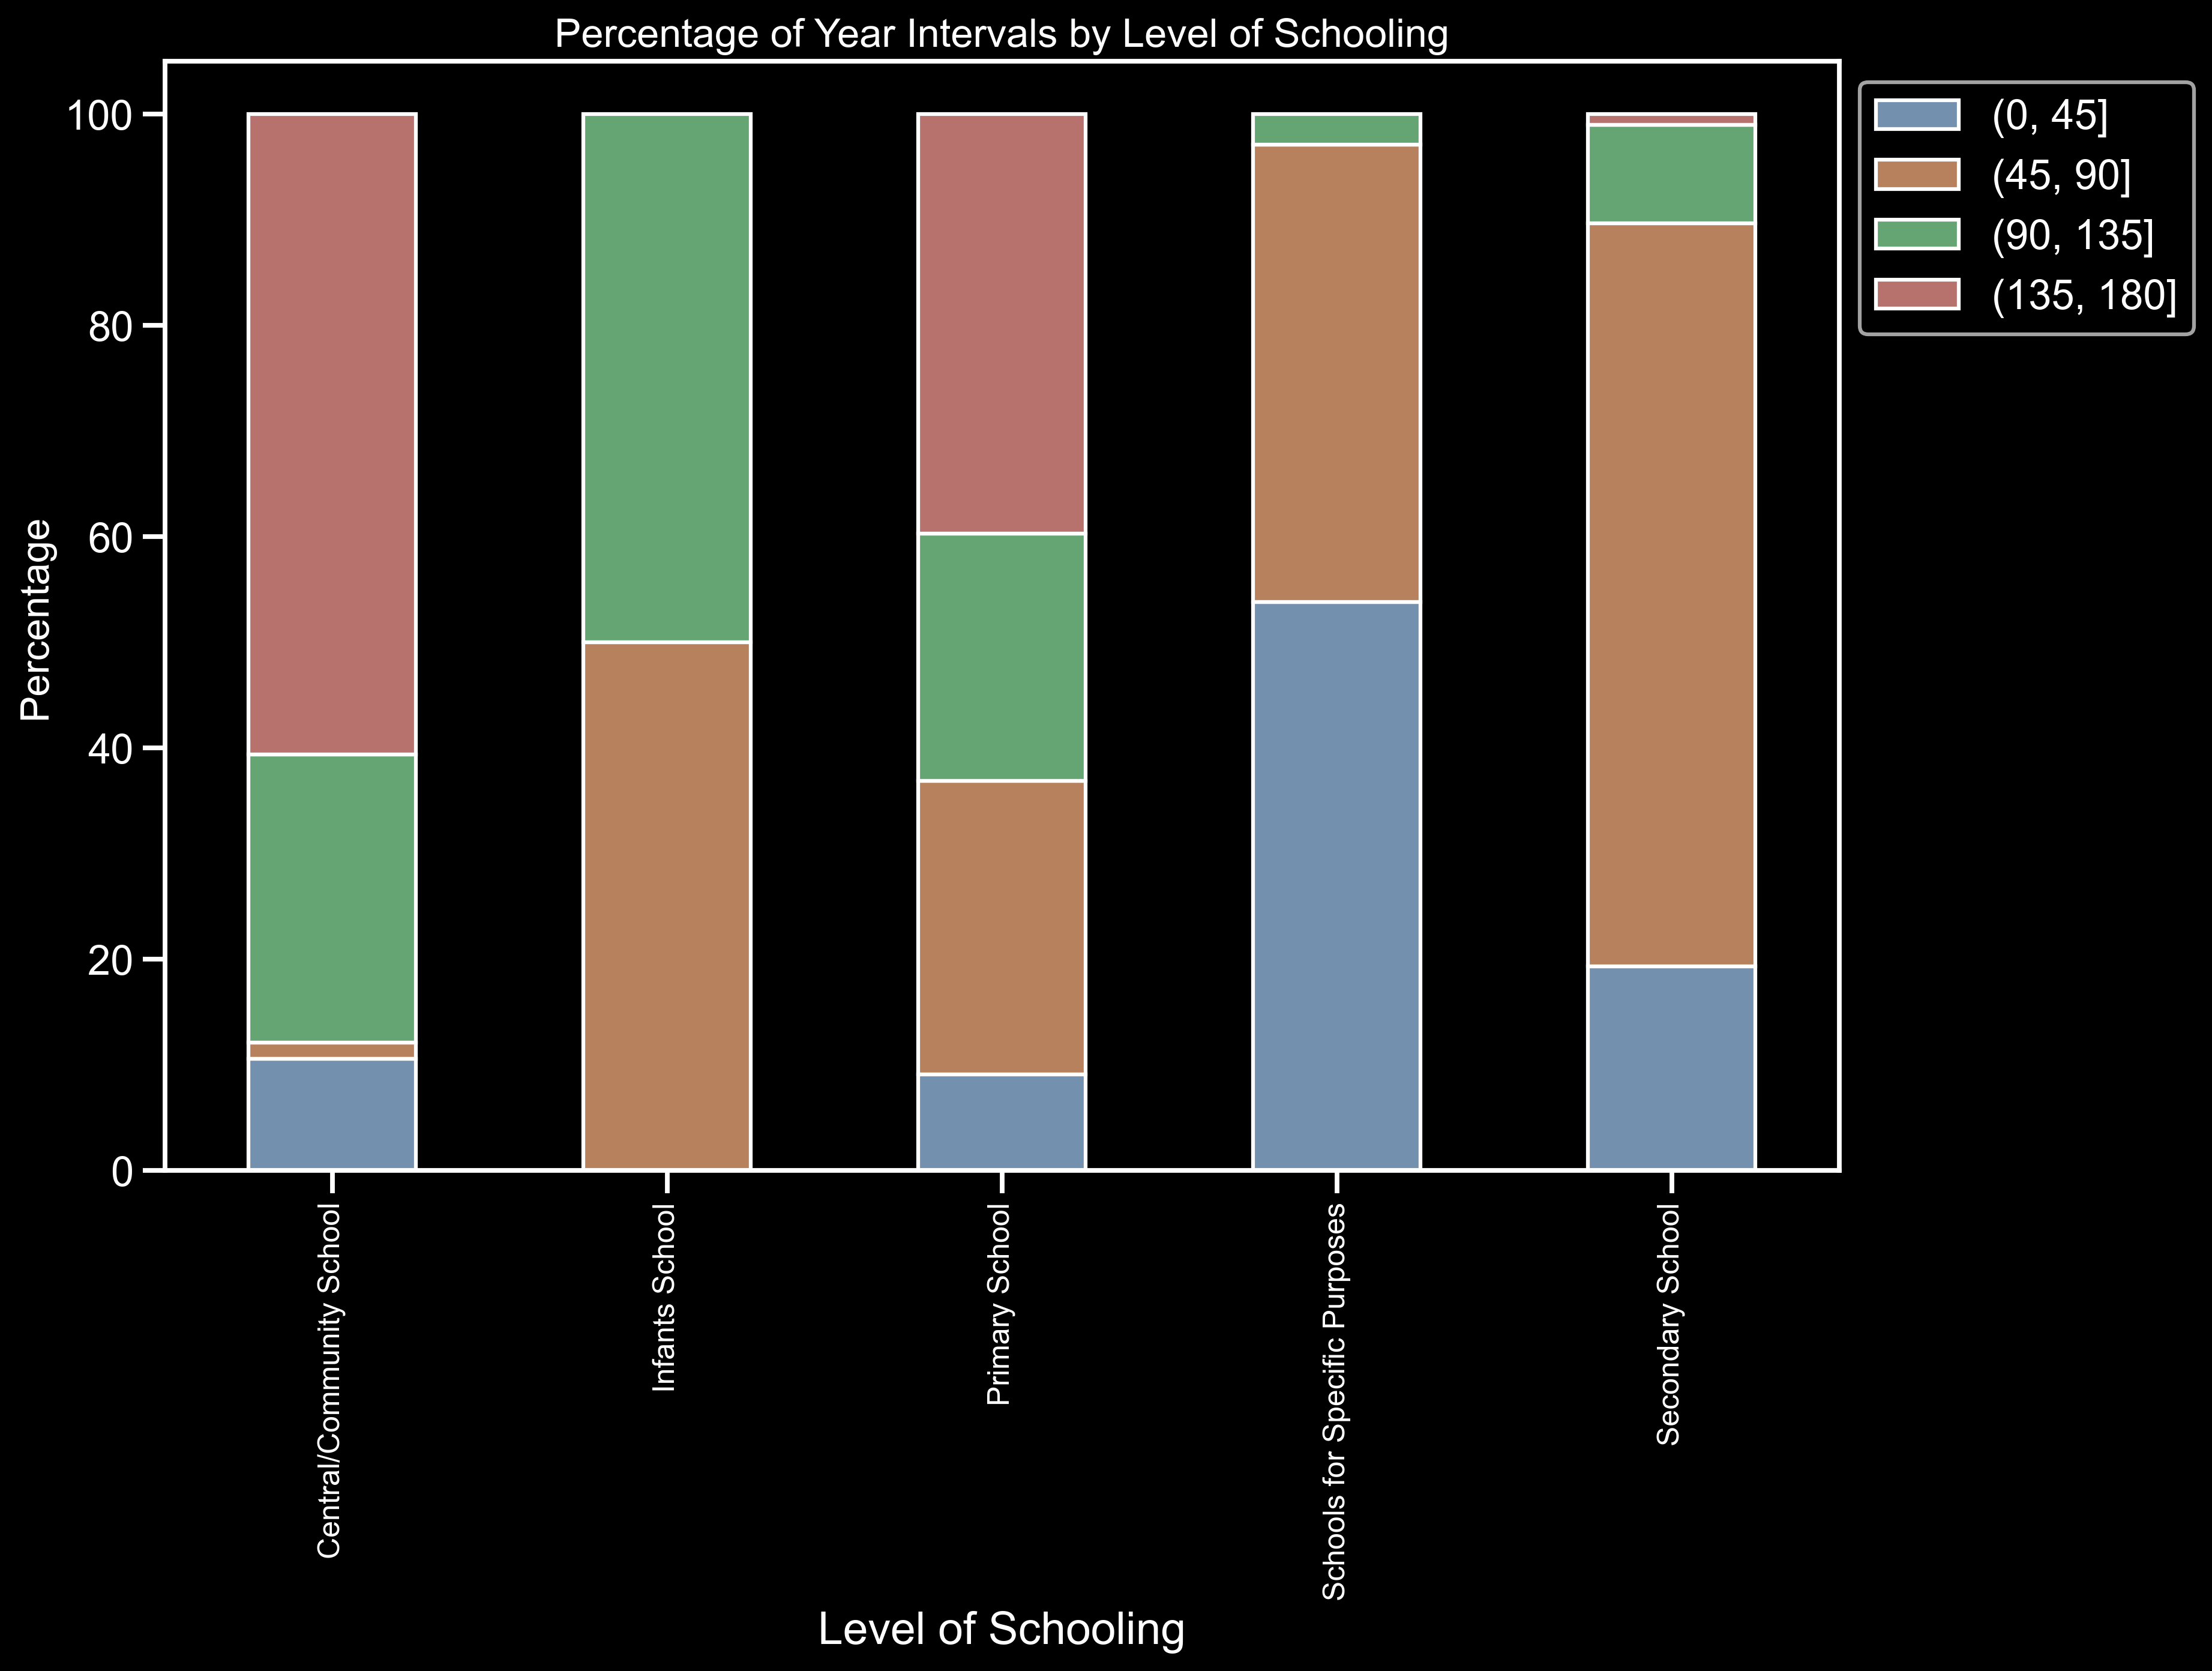 Percentage of Year Intervals by Level of Schooling
(0, 45]
(45, 90]
(90, 135]
(135, 180]
Percentage
100
80
60
40
20
0
Central/Community School
Infants School
Primary School
Schools for Specific Purposes
Secondary School
Level of Schooling